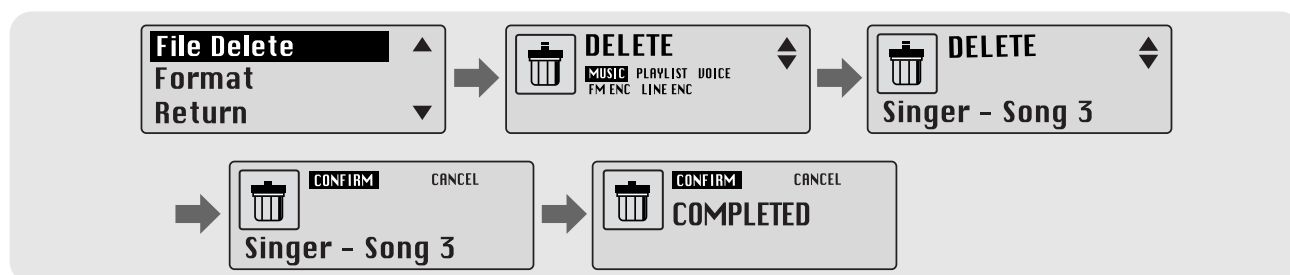 File Delete
Format
Return
DELETE
MUSIC PLAYLIST VOICE
FM ENC LINE ENC
DELETE
Singer - Song 3
CONFIRM CANCEL
Singer - Song 3
CONFIRM CANCEL
COMPLETED